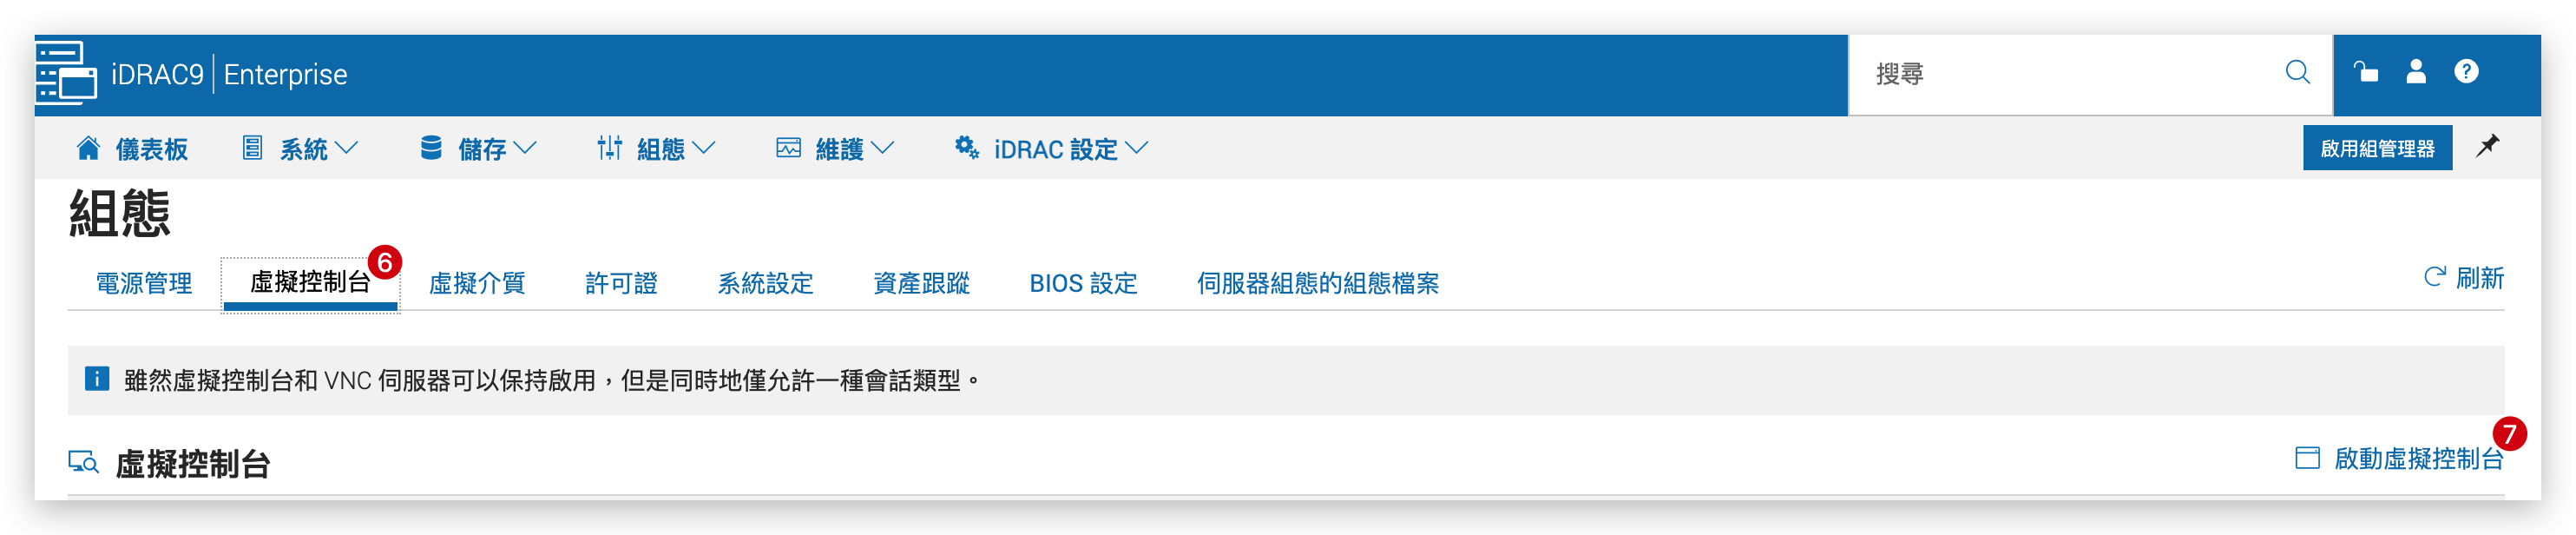 iDRAC9 | Enterprise
搜尋
?
儀表板 系統 儲存 組態 維護 iDRAC 設定 啟用組管理器
組態
6
電源管理 虛擬控制台 虛擬介質 許可證 系統設定 資產跟蹤 BIOS 設定 伺服器組態的組態檔案 刷新
i 雖然虛擬控制台和 VNC 伺服器可以保持啟用，但是同時地僅允許一種會話類型。
7
虛擬控制台 啟動虛擬控制台